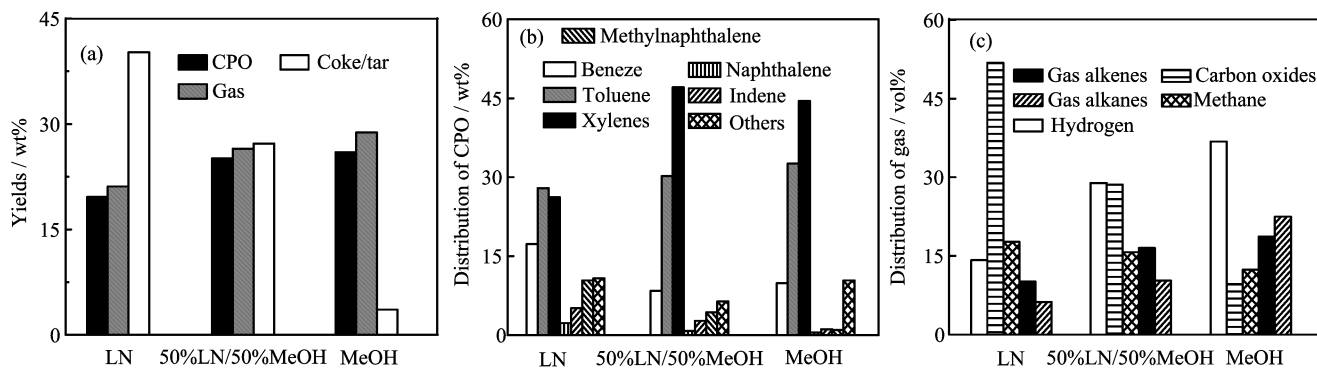 (a)
CPO
Coke/tar
Gas
Yields / wt%
45
30
15
0
LN
50%LN/50%MeOH
MeOH
(b)
Methylnaphthalene
Beneze
Naphthalene
Toluene
Indene
Xylenes
Others
Distribution of CPO / wt%
60
45
30
15
0
LN
50%LN/50%MeOH
MeOH
(c)
Gas alkenes
Carbon oxides
Gas alkanes
Methane
Hydrogen
Distribution of gas / vol%
60
45
30
15
0
LN
50%LN/50%MeOH
MeOH